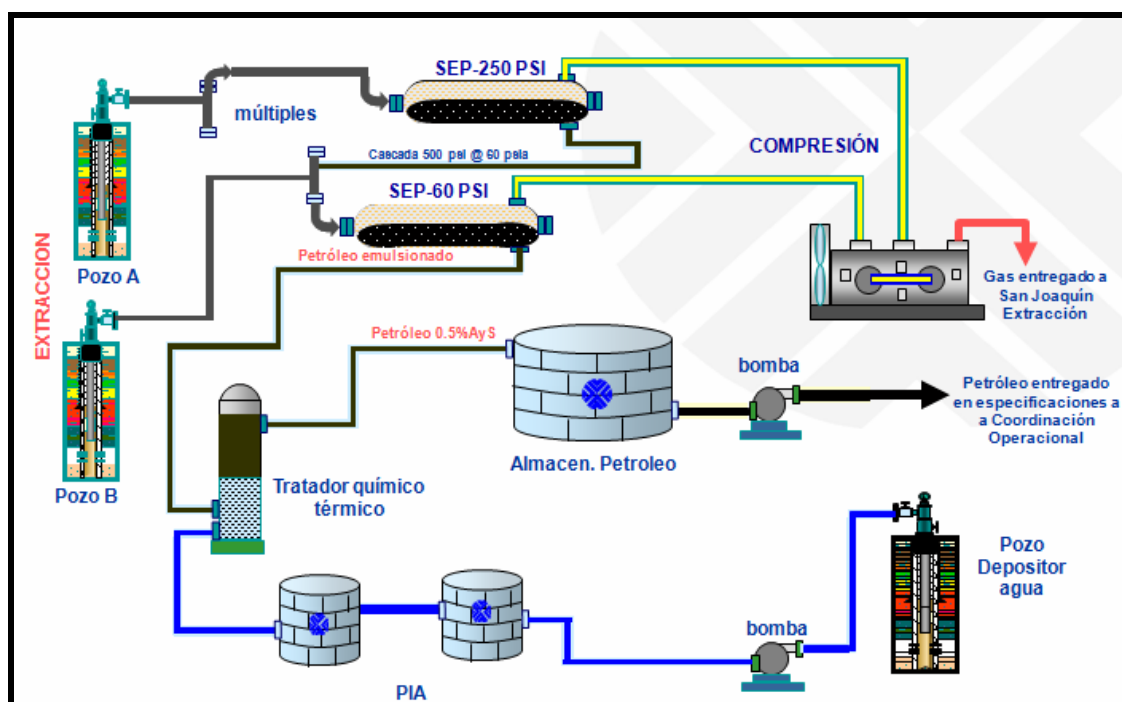 SEP-250 PSI
múltiples
COMPRESIÓN
Cascada 500 psi @ 60 psia
SEP-60 PSI
EXTRACCION
Pozo A
Petróleo emulsionado
Gas entregado a
San Joaquín
Extracción
Petróleo 0.5%AyS
bomba
Petróleo entregado
en especificaciones a
a Coordinación
Operacional
Almacen. Petroleo
Pozo B
Tratador químico
térmico
Pozo
Depositor
agua
bomba
PIA